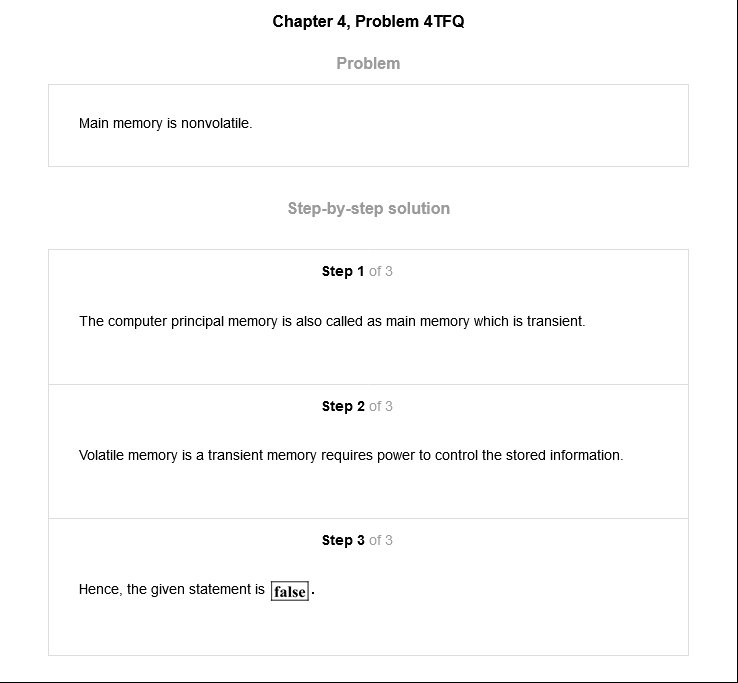 Chapter 4, Problem 4TFQ
Problem
Main memory is nonvolatile.
Step-by-step solution
Step 1 of 3
The computer principal memory is also called as main memory which is transient.
Step 2 of 3
Volatile memory is a transient memory requires power to control the stored information.
Step 3 of 3
Hence, the given statement is false.